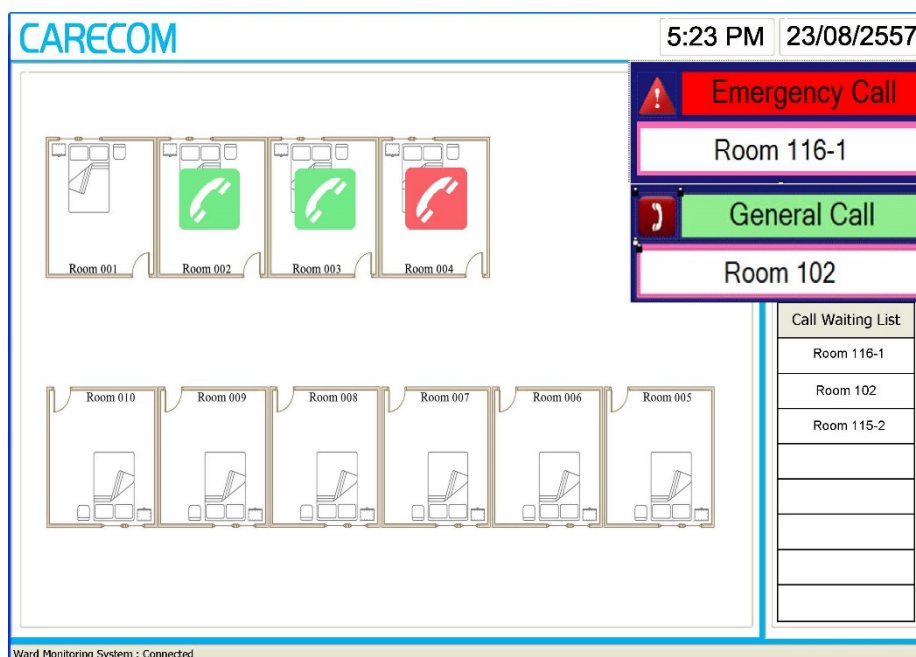 CARECOM
5:23 PM
23/08/2557
Emergency Call
Room 116-1
General Call
Room 102
Room 001
Room 002
Room 003
Room 004
Call Waiting List
Room 116-1
Room 102
Room 115-2
Room 010
Room 009
Room 008
Room 007
Room 006
Room 005
Ward Monitoring System : Connected